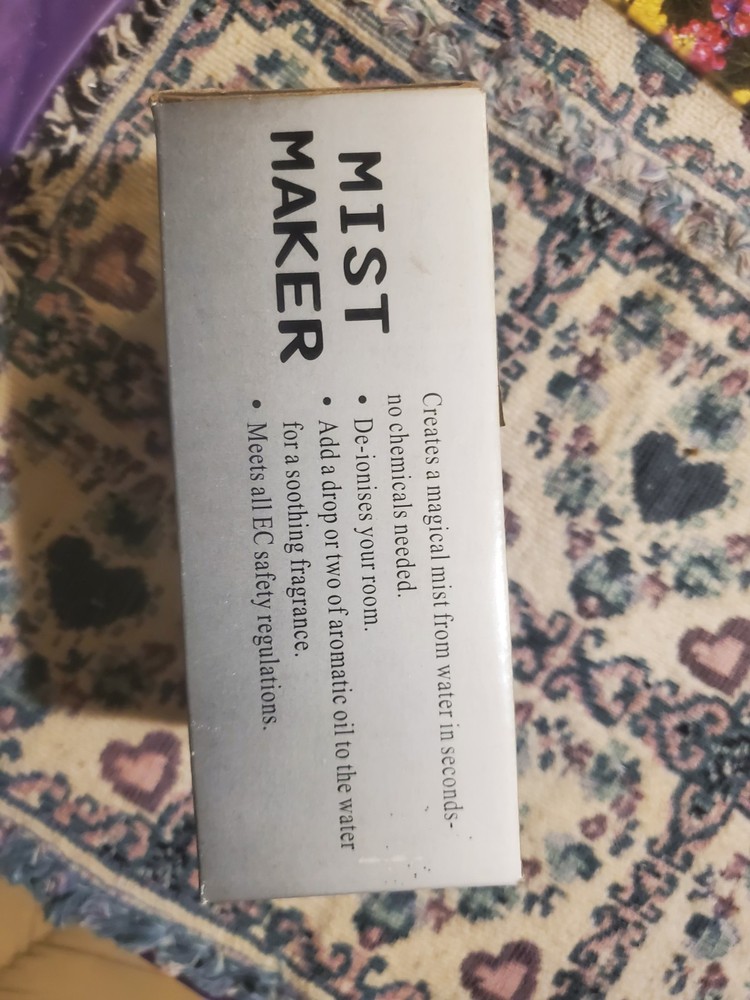 MIST
MAKER
Creates a magical mist from water in seconds-
no chemicals needed.
• De-ionises your room.
• Add a drop or two of aromatic oil to the water
for a soothing fragrance.
• Meets all EC safety regulations.